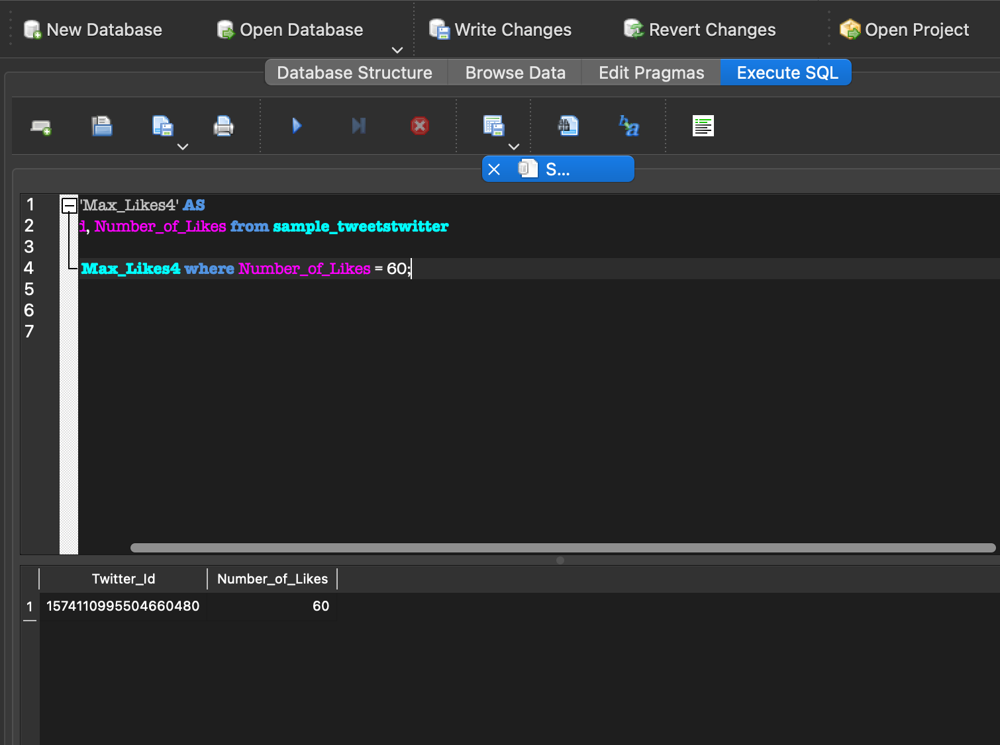 New Database Open Database Write Changes Revert Changes Open Project
Database Structure Browse Data Edit Pragmas Execute SQL
S...
1 'Max_Likes4' AS
2 d, Number_of_Likes from sample_tweetstwitter
3
4 Max_Likes4 where Number_of_Likes = 60;
5
6
7
Twitter_Id Number_of_Likes
1 1574110995504660480 60